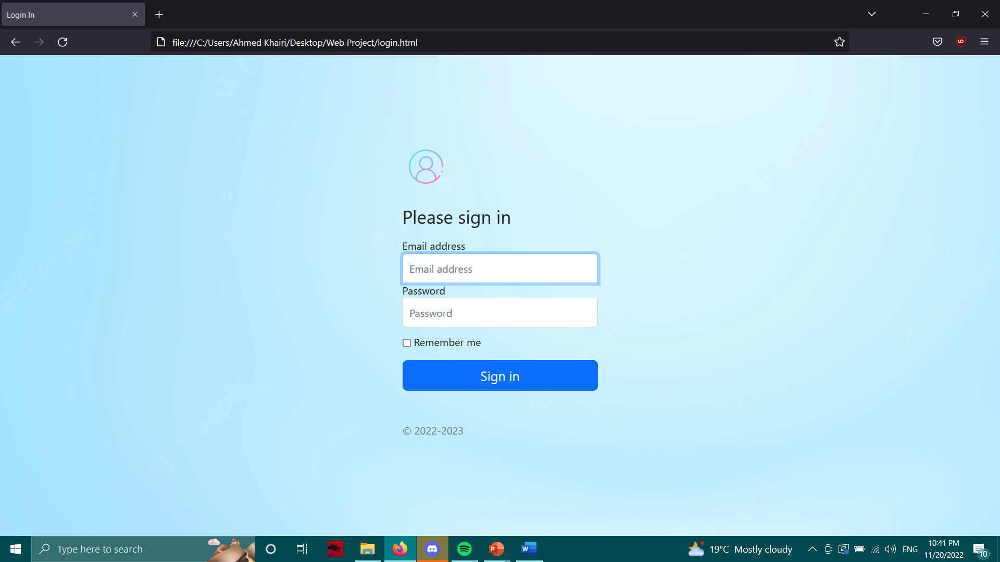 Login In
file:///C:/Users/Ahmed Khairi/Desktop/Web Project/login.html
freepik
Please sign in
Email address
Email address
Password
Password
Remember me
Sign in
freepik
© 2022-2023
Type here to search
19°C Mostly cloudy
ENG
10:41 PM
11/20/2022
10